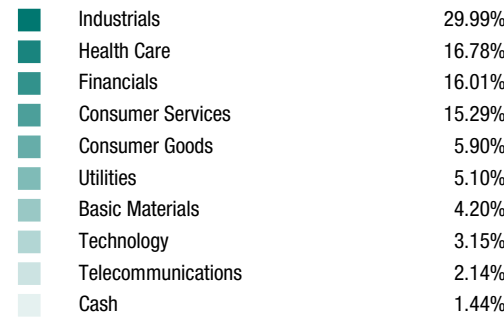 Industrials 29.99%
Health Care 16.78%
Financials 16.01%
Consumer Services 15.29%
Consumer Goods 5.90%
Utilities 5.10%
Basic Materials 4.20%
Technology 3.15%
Telecommunications 2.14%
Cash 1.44%